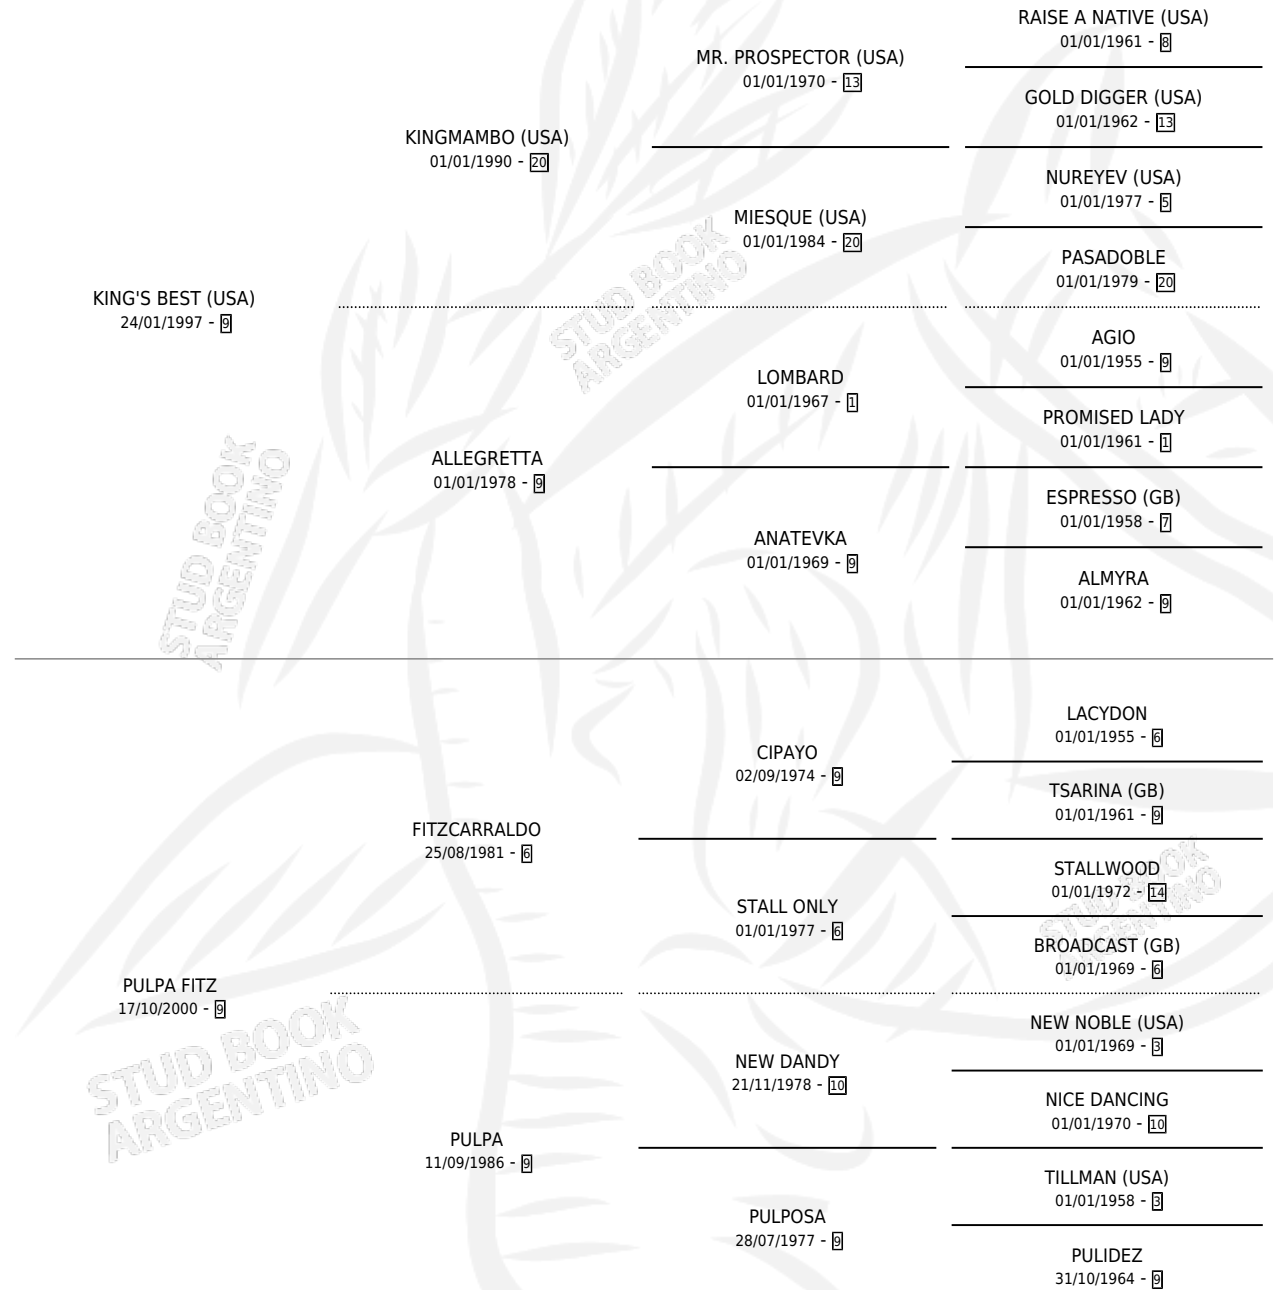 RAISE A NATIVE (USA)
01/01/1961 - 8
MR. PROSPECTOR (USA)
01/01/1970 - 13
GOLD DIGGER (USA)
01/01/1962 - 13
KINGMAMBO (USA)
01/01/1990 - 20
NUREYEV (USA)
01/01/1977 - 5
MIESQUE (USA)
01/01/1984 - 20
PASADOBLE
01/01/1979 - 20
KING'S BEST (USA)
24/01/1997 - 9
AGIO
01/01/1955 - 9
LOMBARD
01/01/1967 - 1
PROMISED LADY
01/01/1961 - 1
ALLEGRETTA
01/01/1978 - 9
ESPRESSO (GB)
01/01/1958 - 7
ANATEVKA
01/01/1969 - 9
ALMYRA
01/01/1962 - 9
LACYDON
01/01/1955 - 6
CIPAYO
02/09/1974 - 9
TSARINA (GB)
01/01/1961 - 9
FITZCARRALDO
25/08/1981 - 6
STALLWOOD
01/01/1972 - 14
STALL ONLY
01/01/1977 - 6
BROADCAST (GB)
01/01/1969 - 6
PULPA FITZ
17/10/2000 - 9
NEW NOBLE (USA)
01/01/1969 - 3
NEW DANDY
21/11/1978 - 10
NICE DANCING
01/01/1970 - 10
PULPA
11/09/1986 - 9
TILLMAN (USA)
01/01/1958 - 3
PULPOSA
28/07/1977 - 9
PULIDEZ
31/10/1964 - 9
STUD BOOK
ARGENTINO
STUD BOOK
ARGENTINO
STUD BOOK
ARGENTINO
STUD BOOK
ARGENTINO